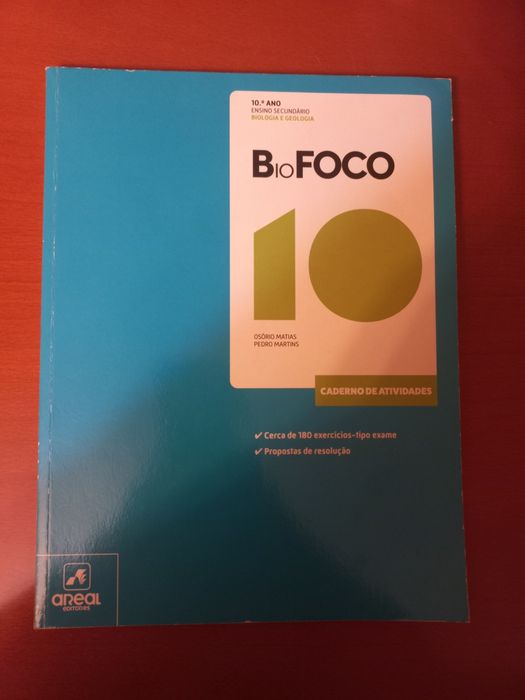 10.º ANO
ENSINO SECUNDÁRIO
BIOLOGIA E GEOLOGIA
BIOFOCO
10
OSÓRIO MATIAS
PEDRO MARTINS
CADERNO DE ATIVIDADES
✓ Cerca de 180 exercícios-tipo exame
✓ Propostas de resolução
aREaL
EDITORES